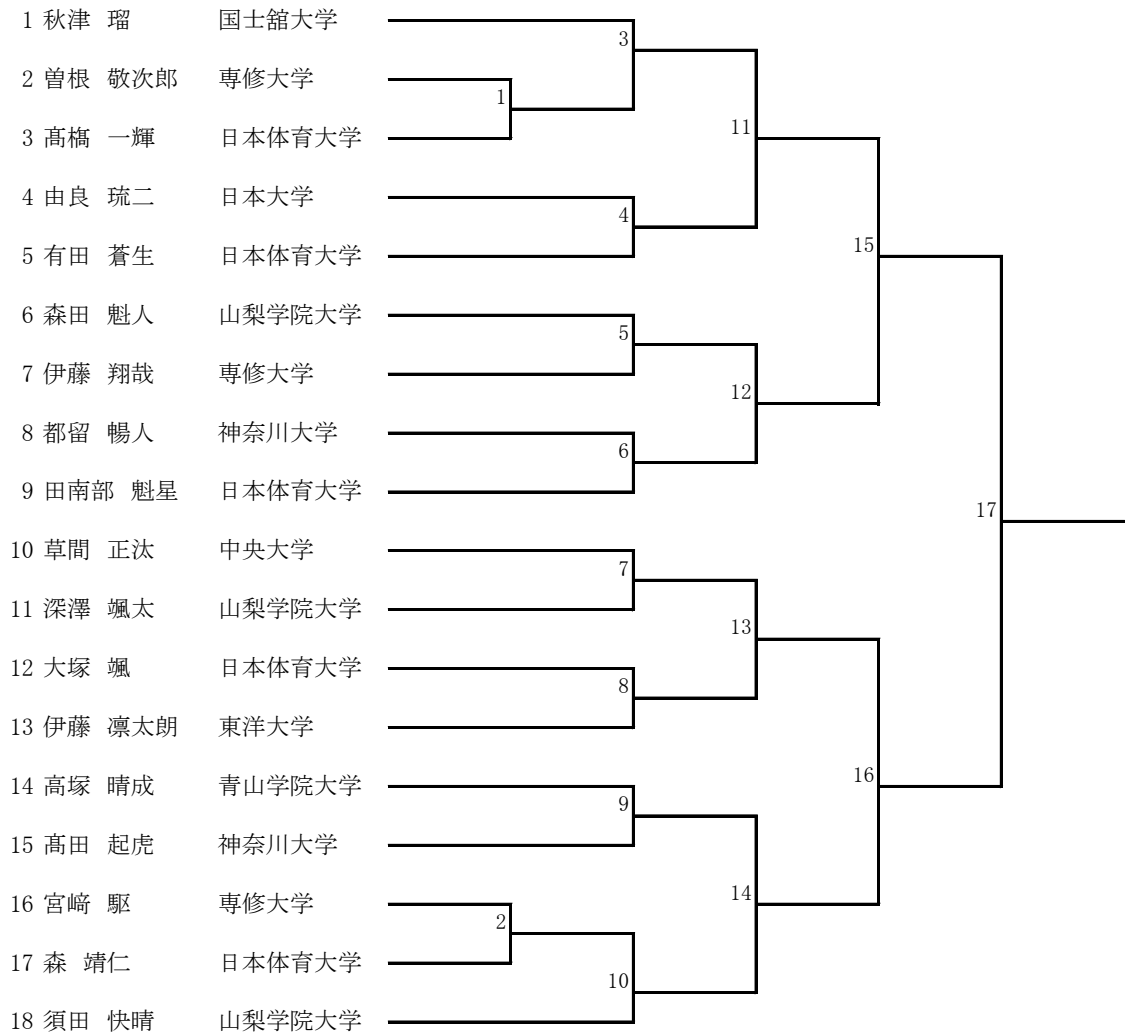 1 秋津 瑠 国士舘大学
3
2 曽根 敬次郎 専修大学
1
3 髙橋 一輝 日本体育大学
11
4 由良 琉二 日本大学
4
5 有田 蒼生 日本体育大学
15
6 森田 魁人 山梨学院大学
5
7 伊藤 翔哉 専修大学
12
8 都留 暢人 神奈川大学
6
9 田南部 魁星 日本体育大学
17
10 草間 正汰 中央大学
7
11 深澤 颯太 山梨学院大学
13
12 大塚 颯 日本体育大学
8
13 伊藤 凛太朗 東洋大学
16
14 高塚 晴成 青山学院大学
9
15 髙田 起虎 神奈川大学
14
16 宮﨑 駆 専修大学
2
17 森 靖仁 日本体育大学
10
18 須田 快晴 山梨学院大学